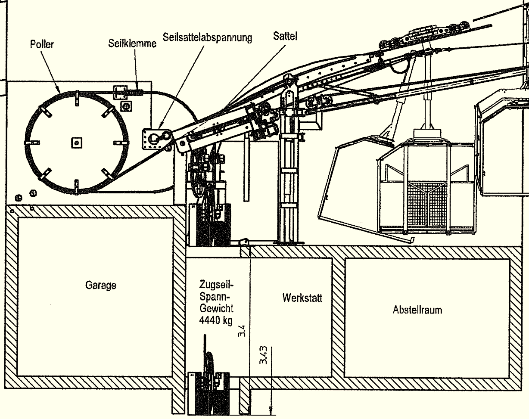 Poller
Seilklemme
Seilsattelabspannung
Sattel
Garage
Zugseil-
Spann-
Gewicht
4440 kg
Werkstatt
Abstellraum
3.4
3.43